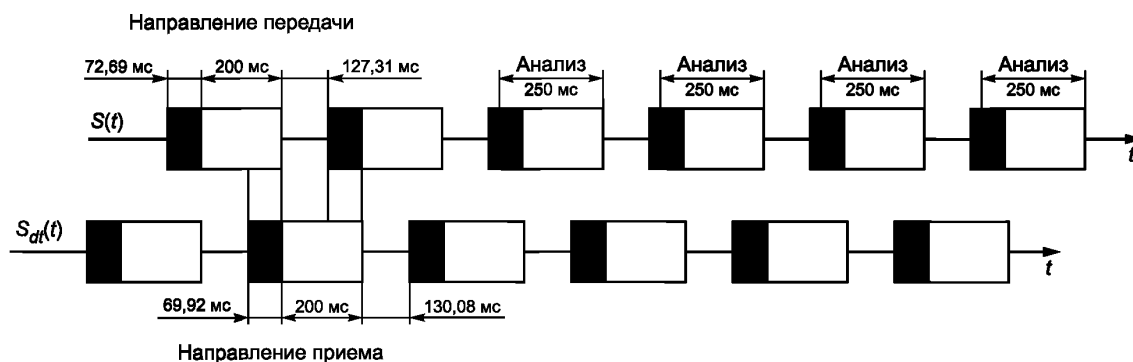 Направление передачи
72,69 мс 200 мс 127,31 мс Анализ Анализ Анализ Анализ
250 мс 250 мс 250 мс 250 мс
S(t)
t
Sdt(t)
t
69,92 мс 200 мс 130,08 мс
Направление приема